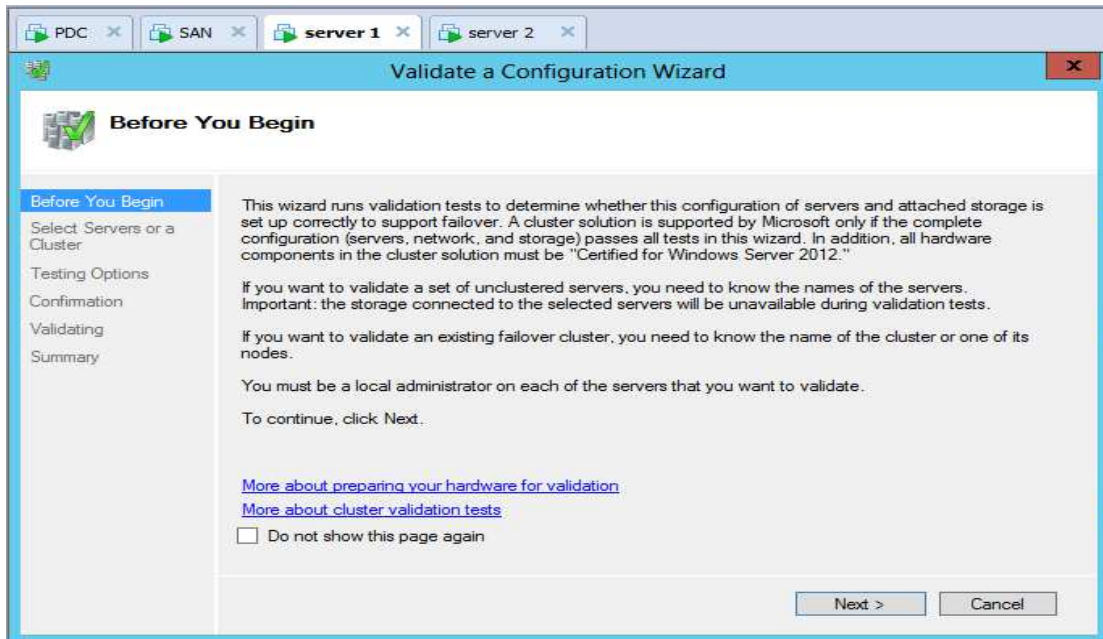 PDC
SAN
server 1
server 2
Validate a Configuration Wizard
Before You Begin
Before You Begin
Select Servers or a
Cluster
Testing Options
Confirmation
Validating
Summary
This wizard runs validation tests to determine whether this configuration of servers and attached storage is
set up correctly to support failover. A cluster solution is supported by Microsoft only if the complete
configuration (servers, network, and storage) passes all tests in this wizard. In addition, all hardware
components in the cluster solution must be "Certified for Windows Server 2012."
If you want to validate a set of unclustered servers, you need to know the names of the servers.
Important: the storage connected to the selected servers will be unavailable during validation tests.
If you want to validate an existing failover cluster, you need to know the name of the cluster or one of its
nodes.
You must be a local administrator on each of the servers that you want to validate.
To continue, click Next.
More about preparing your hardware for validation
More about cluster validation tests
Do not show this page again
Next >
Cancel